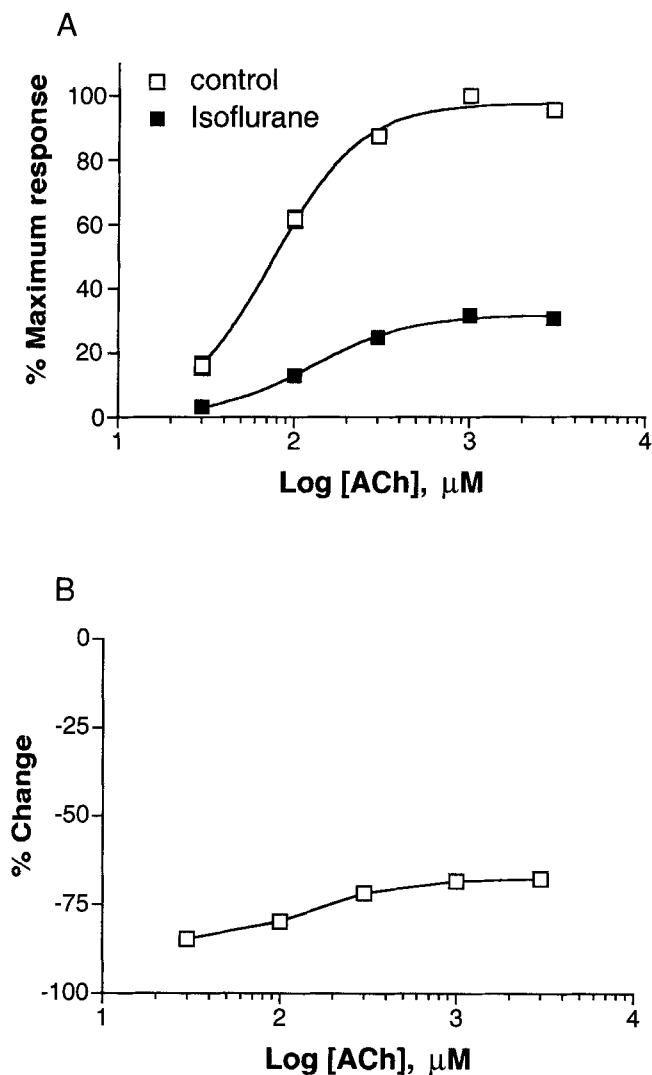 A
control
Isoflurane
% Maximum response
100
80
60
40
20
0
1 2 3 4
Log [ACh], μM
B
% Change
0
-25
-50
-75
-100
1 2 3 4
Log [ACh], μM